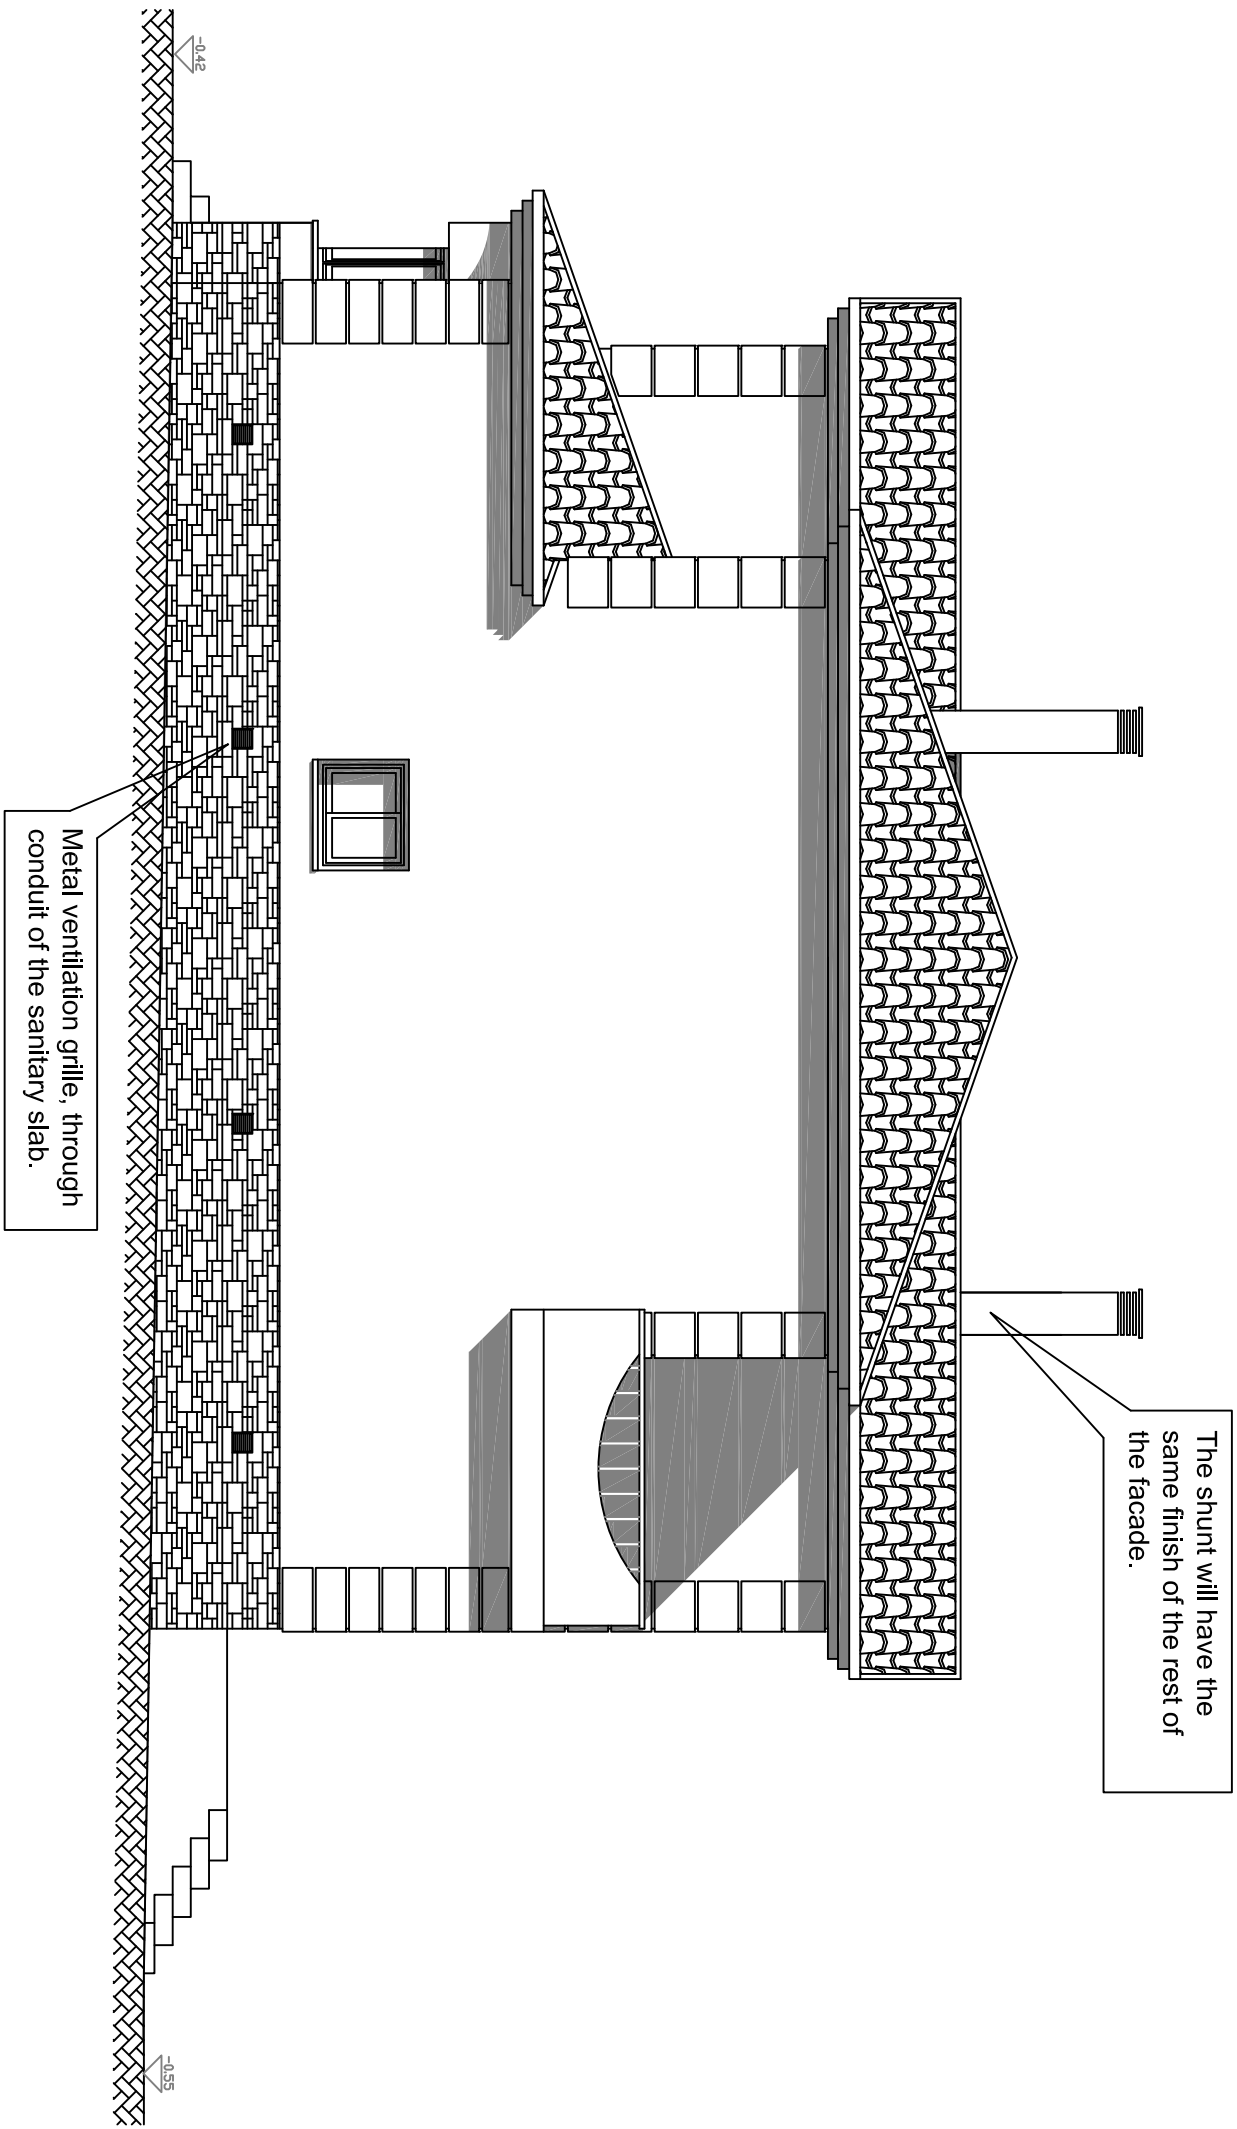 The shunt will have the
same finish of the rest of
the facade.
-0.42
-0.55
Metal ventilation grille, through
conduit of the sanitary slab.